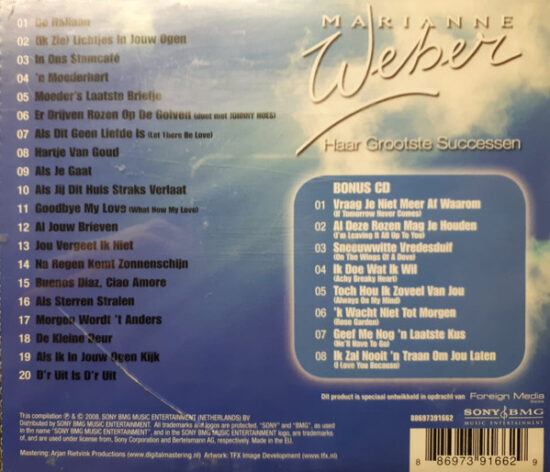 MARIANNE
Weber
Haar Grootste Successen
01 De Italiaan
02 (Ik Zie) Lichtjes In Jouw Ogen
03 In Ons Stamcafé
04 'n Moederhart
05 Moeder's Laatste Briefje
06 Er Drijven Rozen Op De Golven (duet met JOHNNY HOES)
07 Als Dit Geen Liefde Is (Let There Be Love)
08 Hartje Van Goud
09 Als Je Gaat
10 Als Jij Dit Huis Straks Verlaat
11 Goodbye My Love (What Now My Love)
12 Al Jouw Brieven
13 Jou Vergeet Ik Niet
14 Na Regen Komt Zonnenschijn
15 Buenos Diaz, Ciao Amore
16 Als Sterren Stralen
17 Morgen Wordt 't Anders
18 De Kleine Deur
19 Als Ik In Jouw Ogen Kijk
20 D'r Uit Is D'r Uit
BONUS CD
01 Vraag Je Niet Meer Af Waarom
(If Tomorrow Never Comes)
02 Al Deze Rozen Mag Je Houden
(I'm Leaving It All Up To You)
03 Sneeuwwitte Vredesduif
(On The Wings Of A Dove)
04 Ik Doe Wat Ik Wil
(Achy Breaky Heart)
05 Toch Hou Ik Zoveel Van Jou
(Always On My Mind)
06 'k Wacht Niet Tot Morgen
(Rose Garden)
07 Geef Me Nog 'n Laatste Kus
(He'll Have To Go)
08 Ik Zal Nooit 'n Traan Om Jou Laten
(I Love You Because)
Dit product is speciaal ontwikkeld in opdracht van Foreign Media
This compilation ℗ & © 2008, SONY BMG MUSIC ENTERTAINMENT (NETHERLANDS) BV
Distributed by SONY BMG MUSIC ENTERTAINMENT. All trademarks and logos are protected. "SONY" and "BMG", as used
in SONY BMG MUSIC ENTERTAINMENT, and related logos are trademarks of,
and are used under license from, Sony Corporation and Bertelsmann AG, respectively. Made in the EU.
Mastering: Arjan Rietvink Productions (www.digitalmastering.nl) Artwork: TFX Image Development (www.tfx.nl)
88697391662
SONY BMG
MUSIC ENTERTAINMENT
8 86973 91662 9